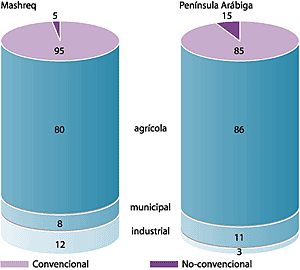 Mashreq Península Arábiga
5 15
95 85
80 agrícola 86
municipal
8 11
industrial
12 3
Convencional No-convencional